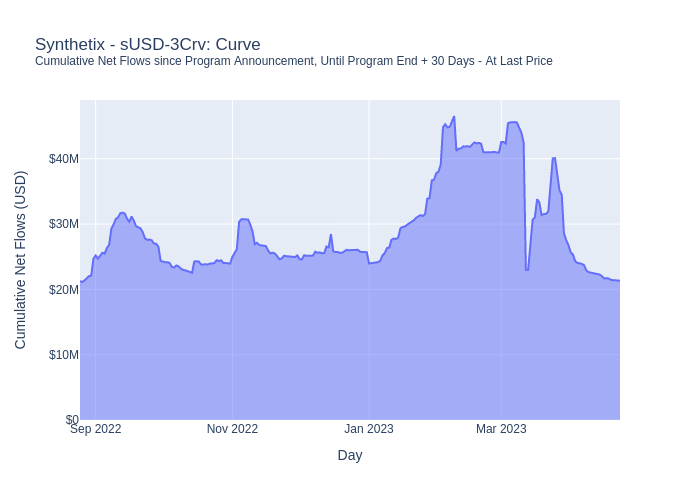 Synthetix - sUSD-3Crv: Curve
Cumulative Net Flows since Program Announcement, Until Program End + 30 Days - At Last Price
Cumulative Net Flows (USD)
$40M
$30M
$20M
$10M
$0
Sep 2022
Nov 2022
Jan 2023
Mar 2023
Day